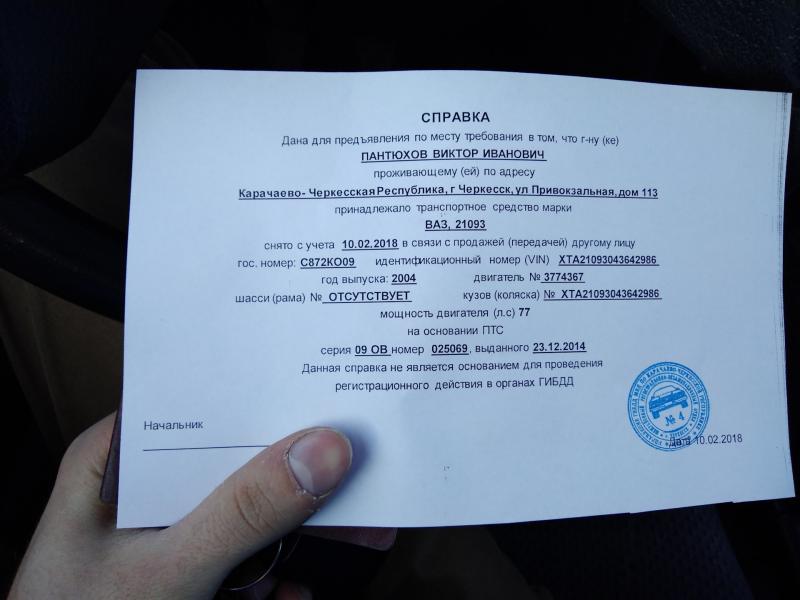 СПРАВКА
Дана для предъявления по месту требования в том, что г-ну (ке)
ПАНТЮХОВ ВИКТОР ИВАНОВИЧ
проживающему (ей) по адресу
Карачаево- Черкесская Республика, г Черкесск, ул Привокзальная, дом 113
принадлежало транспортное средство марки
ВАЗ, 21093
снято с учета 10.02.2018 в связи с продажей (передачей) другому лицу
гос. номер: С872КО09 идентификационный номер (VIN) ХТА21093043642986
год выпуска: 2004 двигатель № 3774367
шасси (рама) № ОТСУТСТВУЕТ кузов (коляска) № ХТА21093043642986
мощность двигателя (л.с) 77
на основании ПТС
серия 09 ОВ номер 025069, выданного 23.12.2014
Данная справка не является основанием для проведения
регистрационного действия в органах ГИБДД
Начальник
№ 4
Дата 10.02.2018